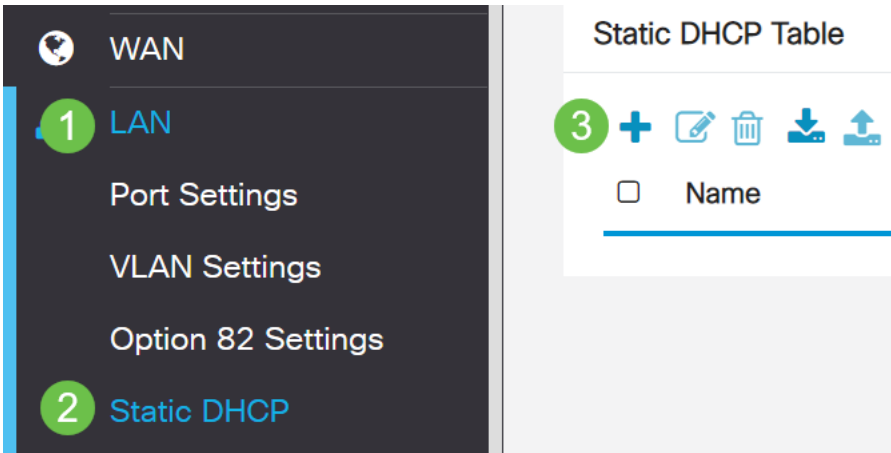 WAN
1 LAN
Port Settings
VLAN Settings
Option 82 Settings
2 Static DHCP
Static DHCP Table
3
Name